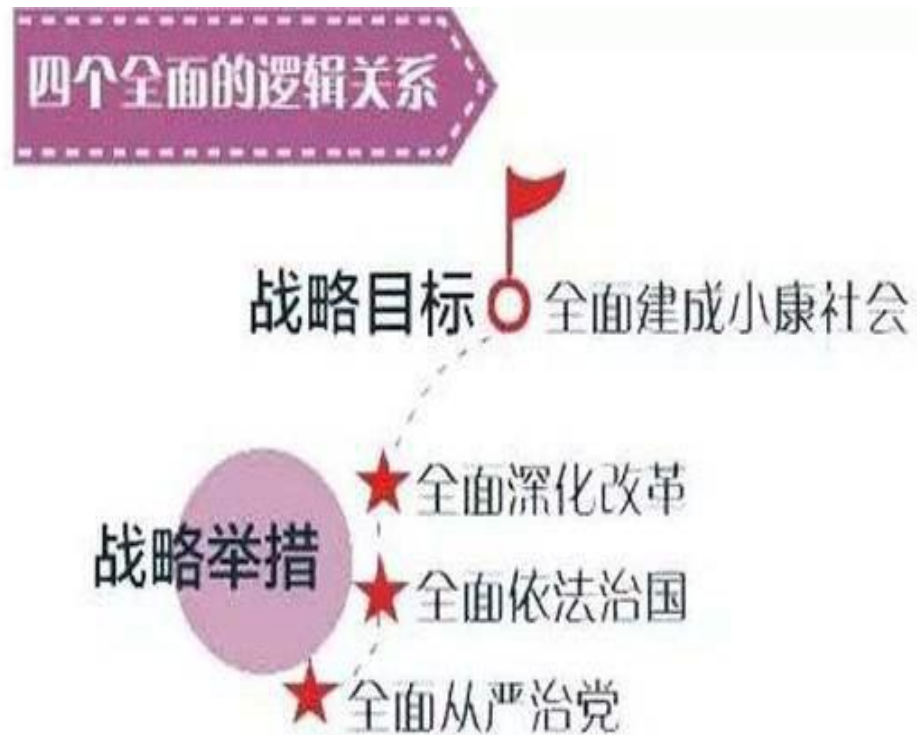 四个全面的逻辑关系
战略目标 全面建成小康社会
全面深化改革
战略举措
全面依法治国
全面从严治党